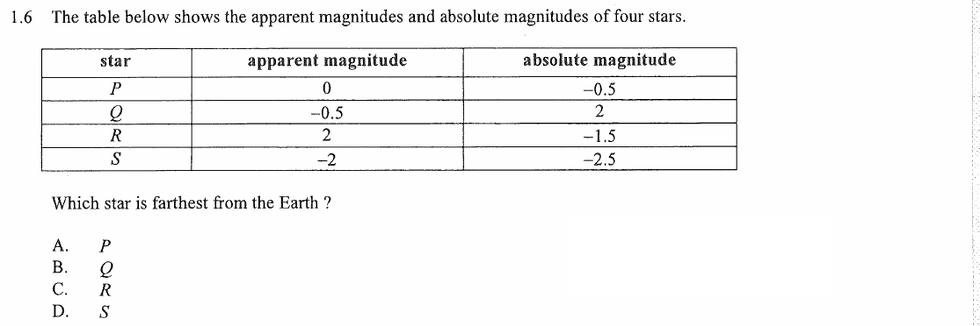 1.6 The table below shows the apparent magnitudes and absolute magnitudes of four stars.
star apparent magnitude absolute magnitude
P 0 –0.5
Q –0.5 2
R 2 –1.5
S –2 –2.5
Which star is farthest from the Earth ?
A. P
B. Q
C. R
D. S